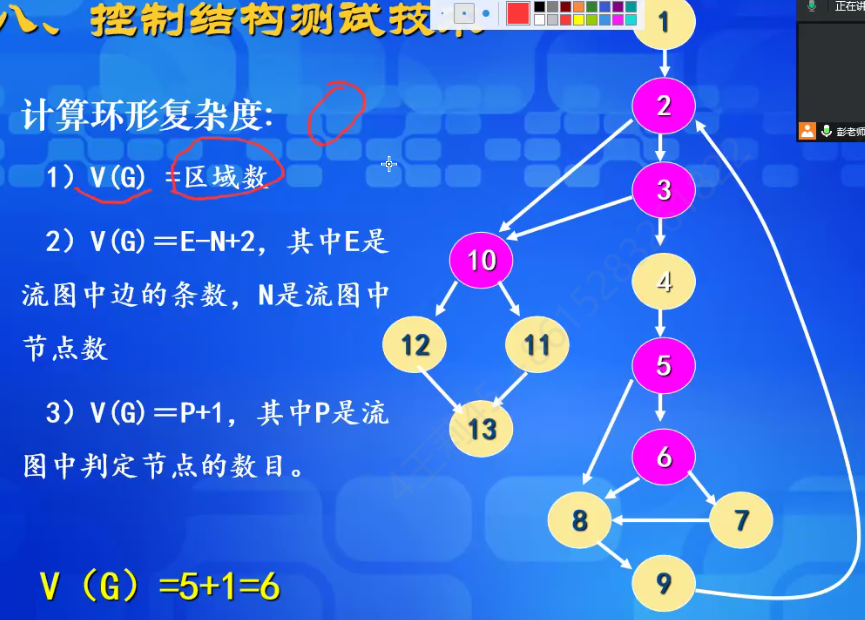 八、控制结构测试技术
正在讲
计算环形复杂度:
彭老师
1) V(G) =区域数
2) V(G)=E-N+2, 其中E是
流图中边的条数, N是流图中
节点数
3) V(G)=P+1, 其中P是流
图中判定节点的数目。
V (G) =5+1=6
1
2
3
10
4
12
11
5
13
6
8
7
9